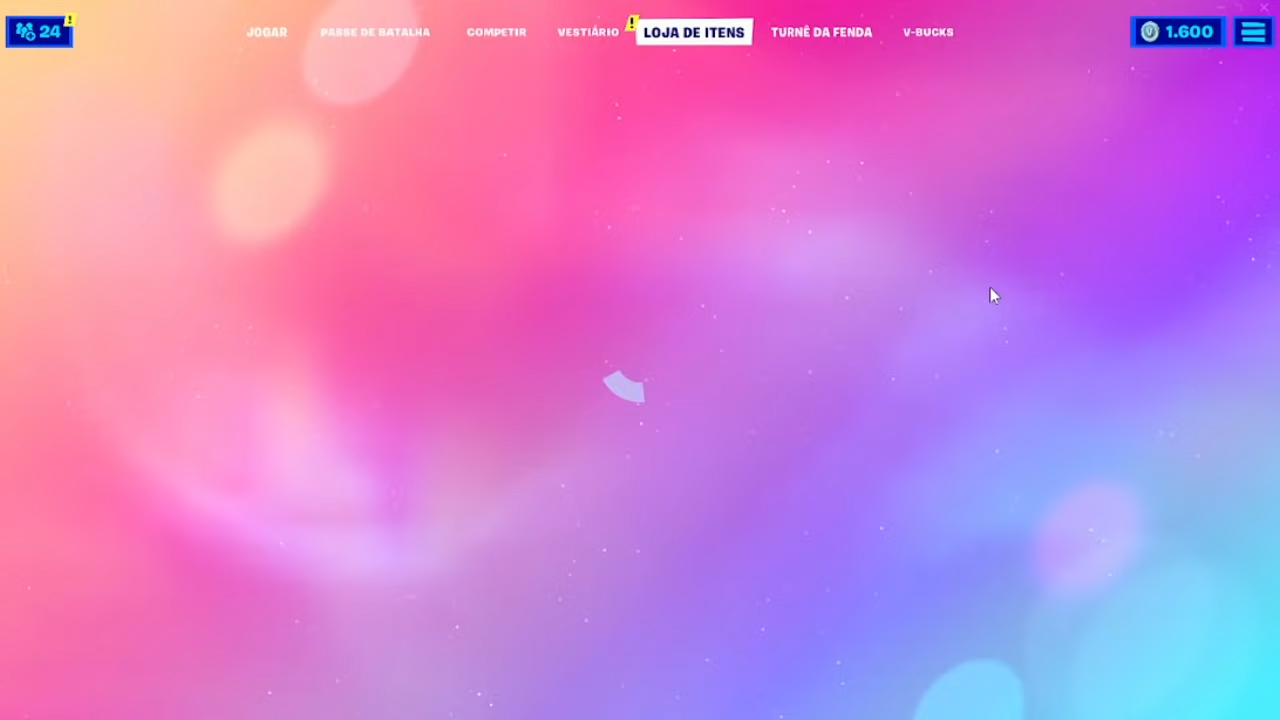 24
!
JOGAR
PASSE DE BATALHA
COMPETIR
VESTIÁRIO
!
LOJA DE ITENS
TURNÊ DA FENDA
V-BUCKS
1.600